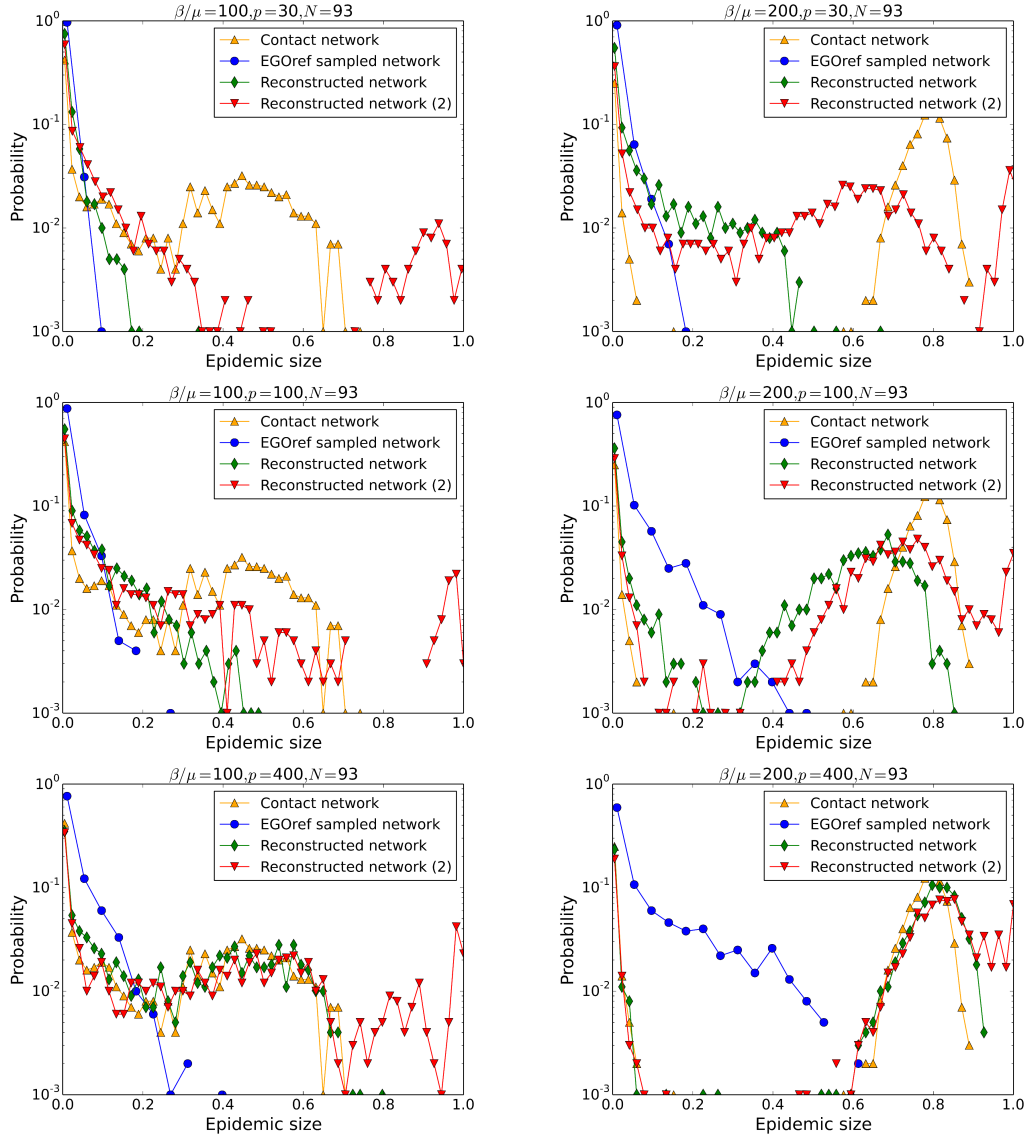 β/μ=100,p=30,N=93
10^0
10^-1
10^-2
10^-3
Probability
Contact network
EGOref sampled network
Reconstructed network
Reconstructed network (2)
0.0 0.2 0.4 0.6 0.8 1.0
Epidemic size
β/μ=200,p=30,N=93
10^0
10^-1
10^-2
10^-3
Probability
Contact network
EGOref sampled network
Reconstructed network
Reconstructed network (2)
0.0 0.2 0.4 0.6 0.8 1.0
Epidemic size
β/μ=100,p=100,N=93
10^0
10^-1
10^-2
10^-3
Probability
Contact network
EGOref sampled network
Reconstructed network
Reconstructed network (2)
0.0 0.2 0.4 0.6 0.8 1.0
Epidemic size
β/μ=200,p=100,N=93
10^0
10^-1
10^-2
10^-3
Probability
Contact network
EGOref sampled network
Reconstructed network
Reconstructed network (2)
0.0 0.2 0.4 0.6 0.8 1.0
Epidemic size
β/μ=100,p=400,N=93
10^0
10^-1
10^-2
10^-3
Probability
Contact network
EGOref sampled network
Reconstructed network
Reconstructed network (2)
0.0 0.2 0.4 0.6 0.8 1.0
Epidemic size
β/μ=200,p=400,N=93
10^0
10^-1
10^-2
10^-3
Probability
Contact network
EGOref sampled network
Reconstructed network
Reconstructed network (2)
0.0 0.2 0.4 0.6 0.8 1.0
Epidemic size